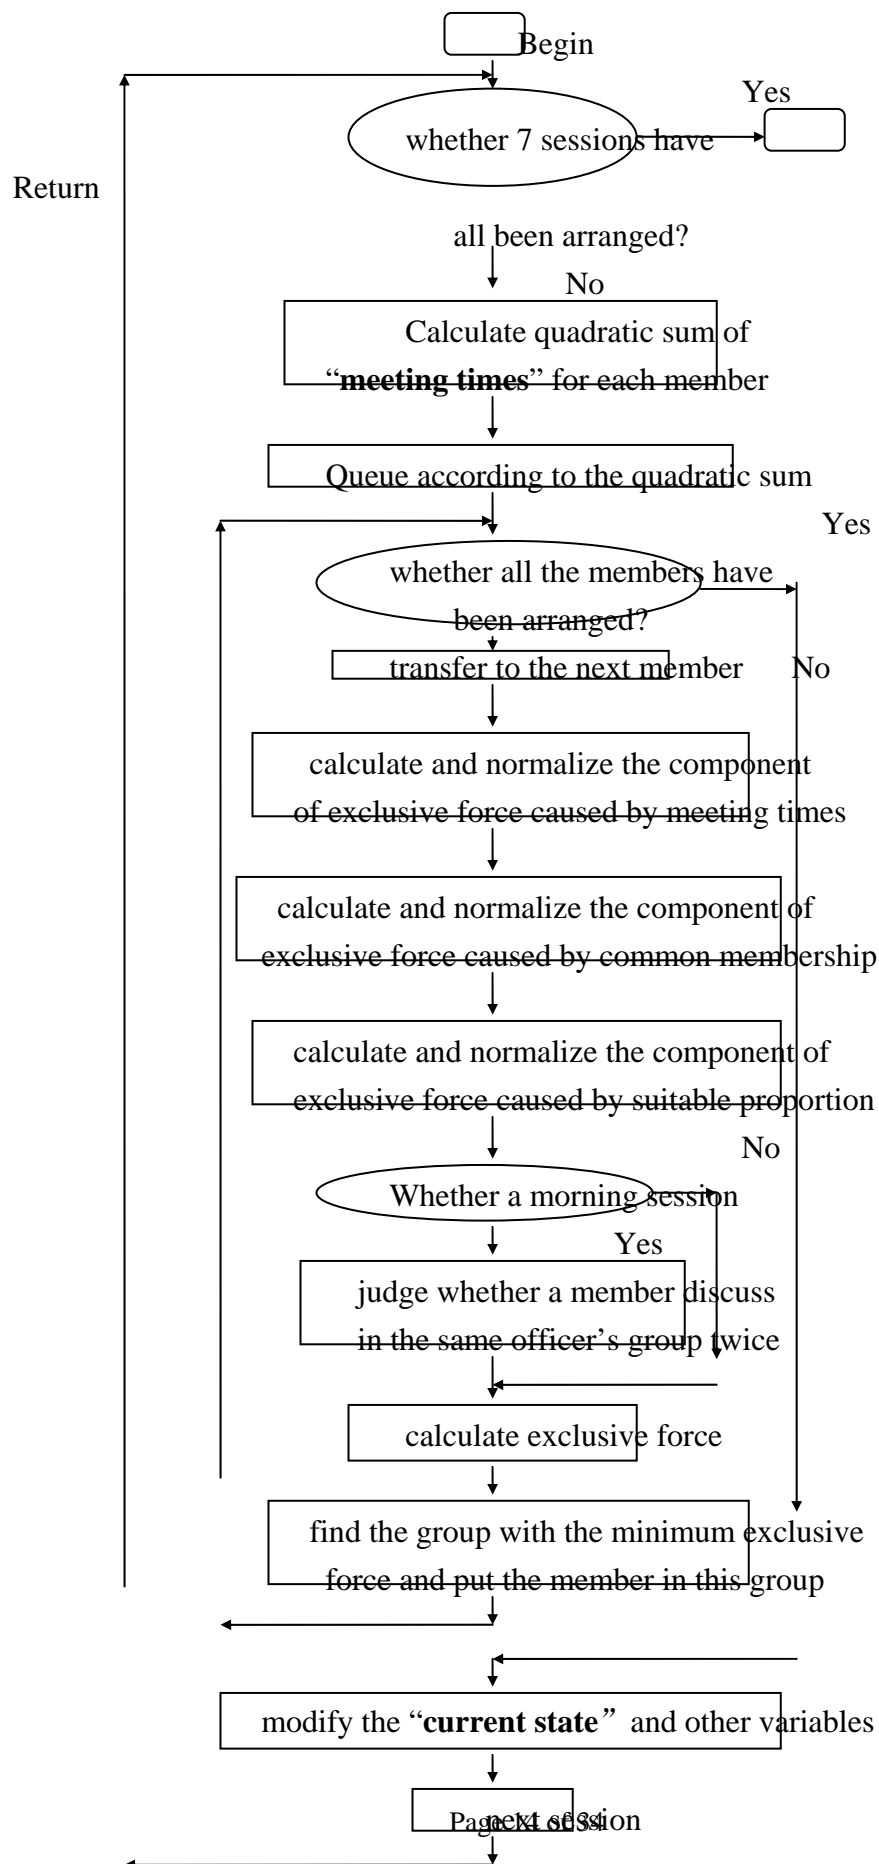 Begin
Yes
whether 7 sessions have
Return
all been arranged?
No
Calculate quadratic sum of
“meeting times” for each member
Queue according to the quadratic sum
Yes
whether all the members have
been arranged?
transfer to the next member No
calculate and normalize the component
of exclusive force caused by meeting times
calculate and normalize the component of
exclusive force caused by common membership
calculate and normalize the component of
exclusive force caused by suitable proportion
No
Whether a morning session
Yes
judge whether a member discuss
in the same officer’s group twice
calculate exclusive force
find the group with the minimum exclusive
force and put the member in this group
modify the “current state” and other variables
next session
Page 14 of 34